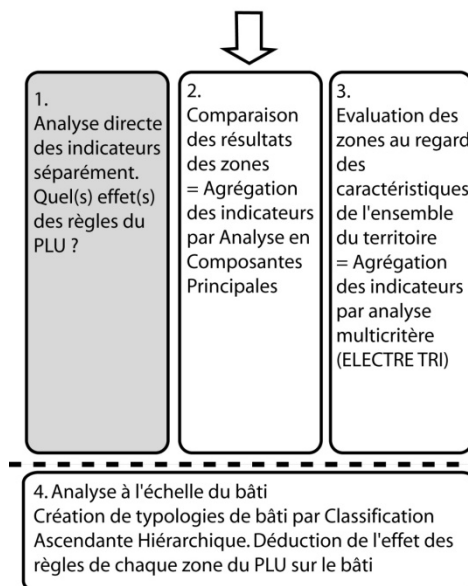 1.
Analyse directe
des indicateurs
séparément.
Quel(s) effet(s)
des règles du
PLU ?
2.
Comparaison
des résultats
des zones
= Agrégation
des indicateurs
par Analyse en
Composantes
Principales
3.
Evaluation des
zones au regard
des
caractéristiques
de l'ensemble
du territoire
= Agrégation
des indicateurs
par analyse
multicritère
(ELECTRE TRI)
4. Analyse à l'échelle du bâti
Création de typologies de bâti par Classification
Ascendante Hiérarchique. Déduction de l'effet des
règles de chaque zone du PLU sur le bâti